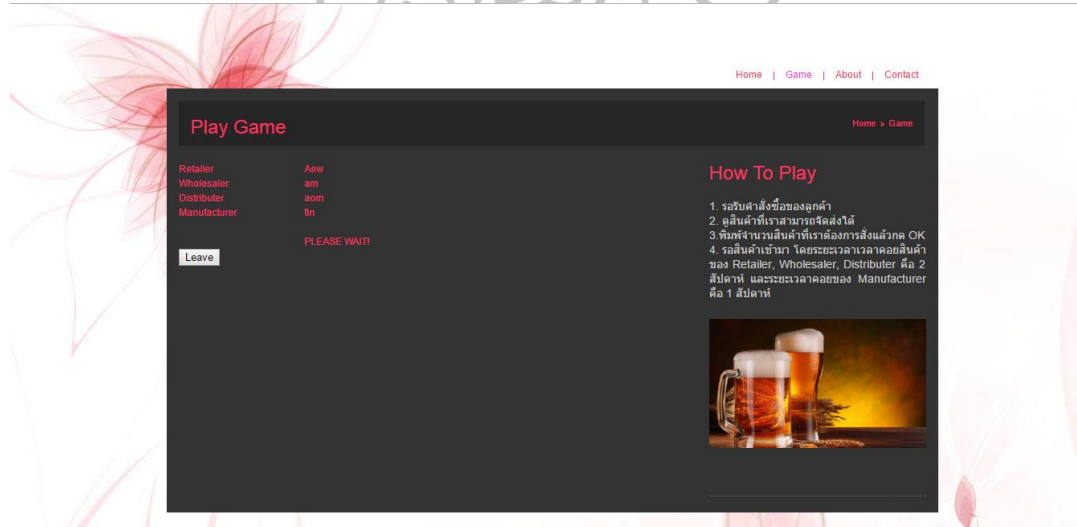 Home | Game | About | Contact
Play Game
Home » Game
Retailer Aew
Wholesaler am
Distributer aom
Manufacturer fin
PLEASE WAIT!
Leave
How To Play
1. รอรับคำสั่งซื้อของลูกค้า
2. ดูสินค้าที่เราสามารถจัดส่งได้
3.พิมพ์จำนวนสินค้าที่เราต้องการสั่งแล้วกด OK
4. รอสินค้าเข้ามา โดยระยะเวลาเวลาคอยสินค้า
ของ Retailer, Wholesaler, Distributer คือ 2
สัปดาห์ และระยะเวลาคอยของ Manufacturer
คือ 1 สัปดาห์